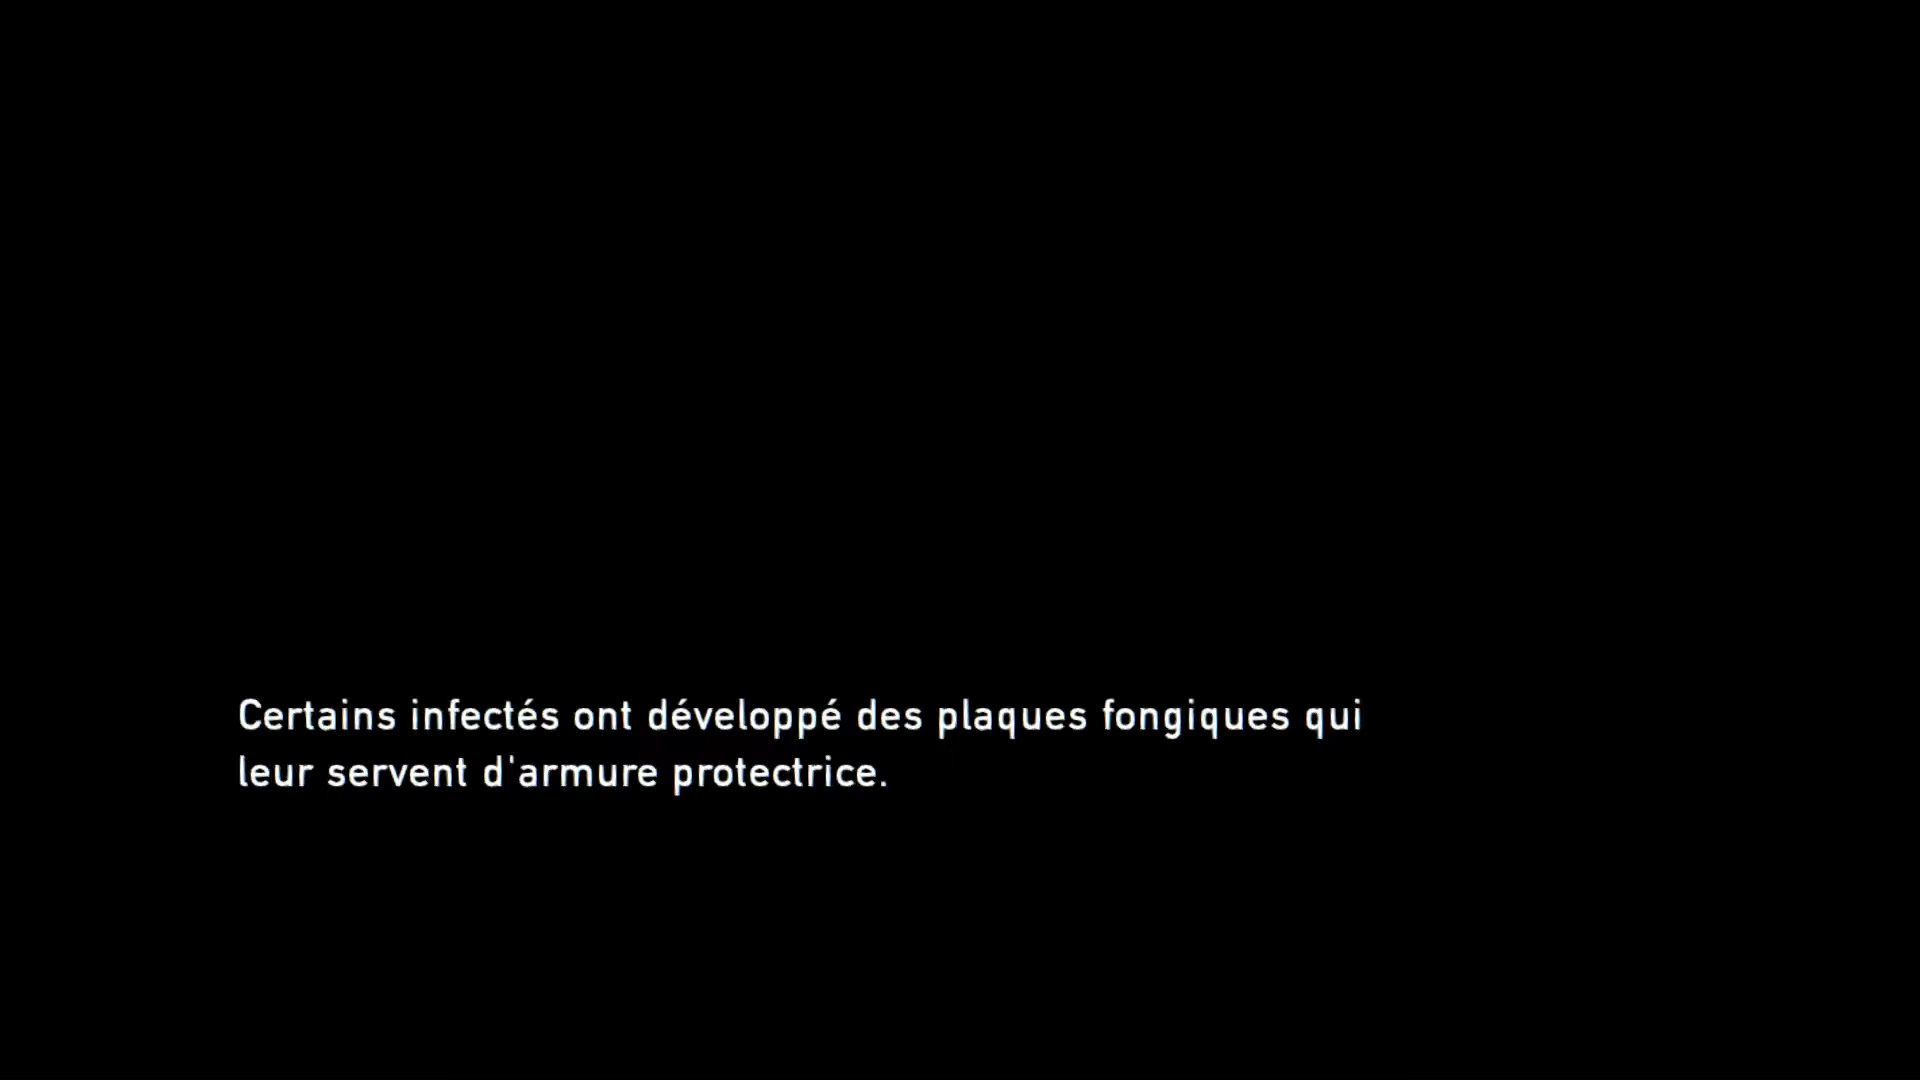 Certains infectés ont développé des plaques fongiques qui
leur servent d'armure protectrice.